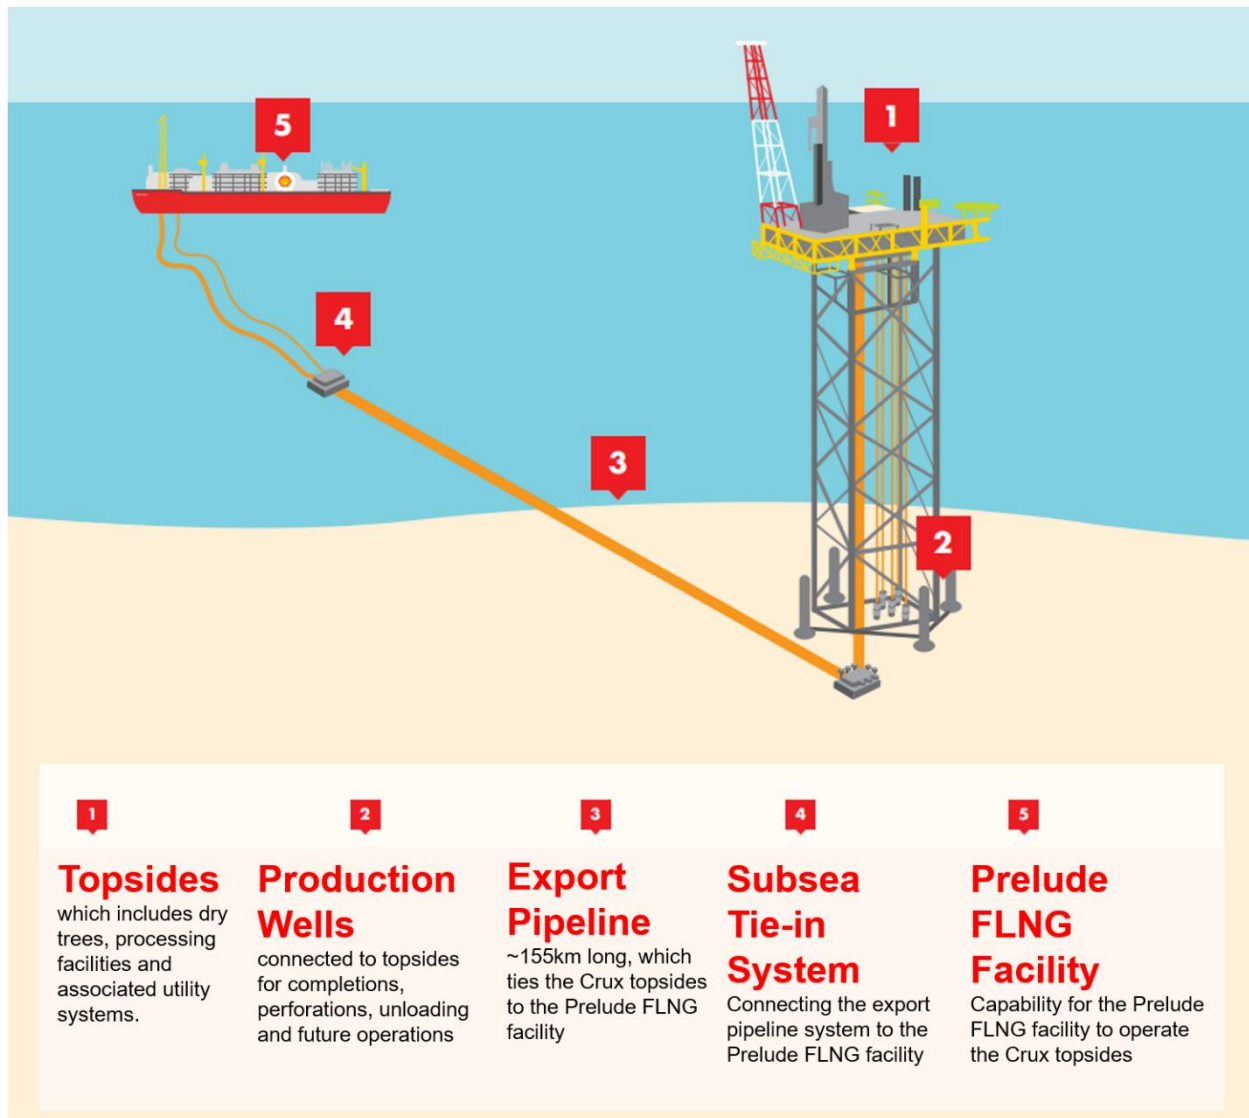 5
1
4
3
2
1
Topsides
which includes dry
trees, processing
facilities and
associated utility
systems.
2
Production
Wells
connected to topsides
for completions,
perforations, unloading
and future operations
3
Export
Pipeline
~155km long, which
ties the Crux topsides
to the Prelude FLNG
facility
4
Subsea
Tie-in
System
Connecting the export
pipeline system to the
Prelude FLNG facility
5
Prelude
FLNG
Facility
Capability for the Prelude
FLNG facility to operate
the Crux topsides